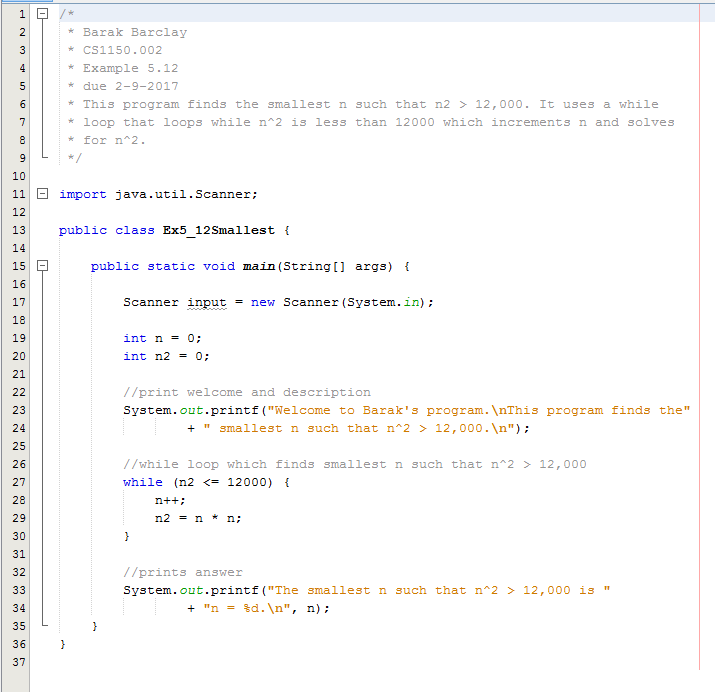 1 /*
2 * Barak Barclay
3 * CS1150.002
4 * Example 5.12
5 * due 2-9-2017
6 * This program finds the smallest n such that n2 > 12,000. It uses a while
7 * loop that loops while n^2 is less than 12000 which increments n and solves
8 * for n^2.
9 */
10
11 import java.util.Scanner;
12
13 public class Ex5_12Smallest {
14
15 public static void main(String[] args) {
16
17 Scanner input = new Scanner(System.in);
18
19 int n = 0;
20 int n2 = 0;
21
22 //print welcome and description
23 System.out.printf("Welcome to Barak's program.\nThis program finds the"
24 + " smallest n such that n^2 > 12,000.\n");
25
26 //while loop which finds smallest n such that n^2 > 12,000
27 while (n2 <= 12000) {
28 n++;
29 n2 = n * n;
30 }
31
32 //prints answer
33 System.out.printf("The smallest n such that n^2 > 12,000 is "
34 + "n = %d.\n", n);
35 }
36 }
37